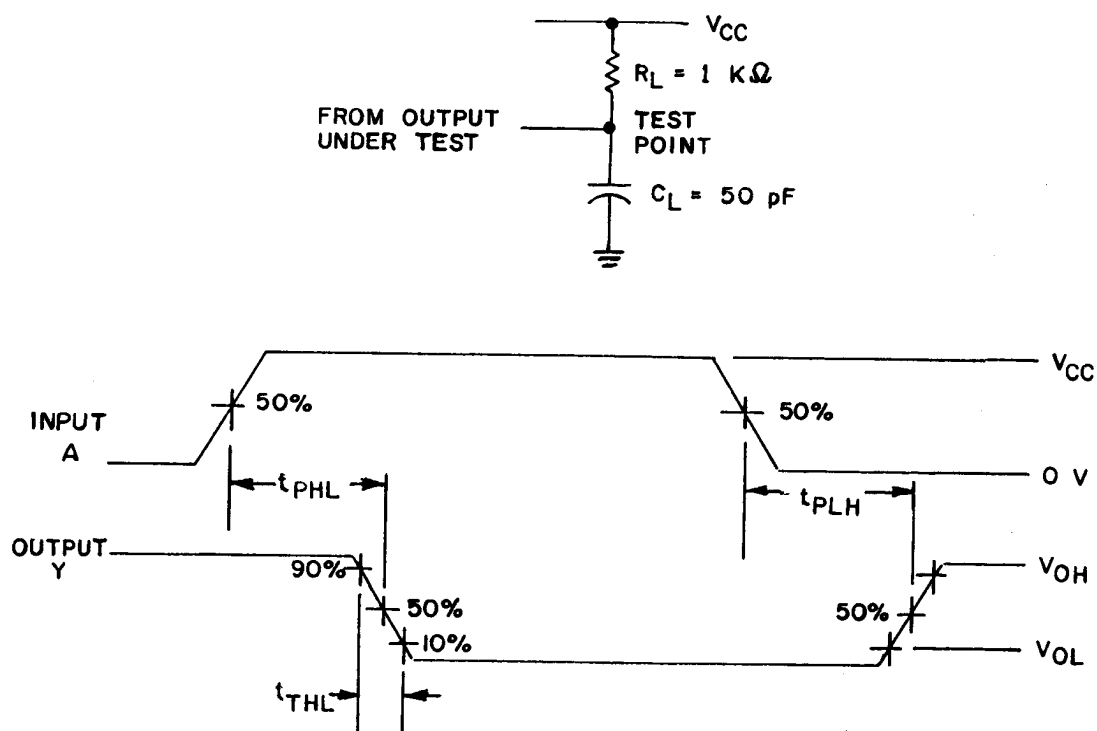 VCC
RL = 1 KΩ
FROM OUTPUT
UNDER TEST
TEST
POINT
CL = 50 pF
VCC
50%
50%
INPUT
A
0 V
tPHL
tPLH
OUTPUT
Y
90%
VOH
50%
50%
10%
VOL
tTHL